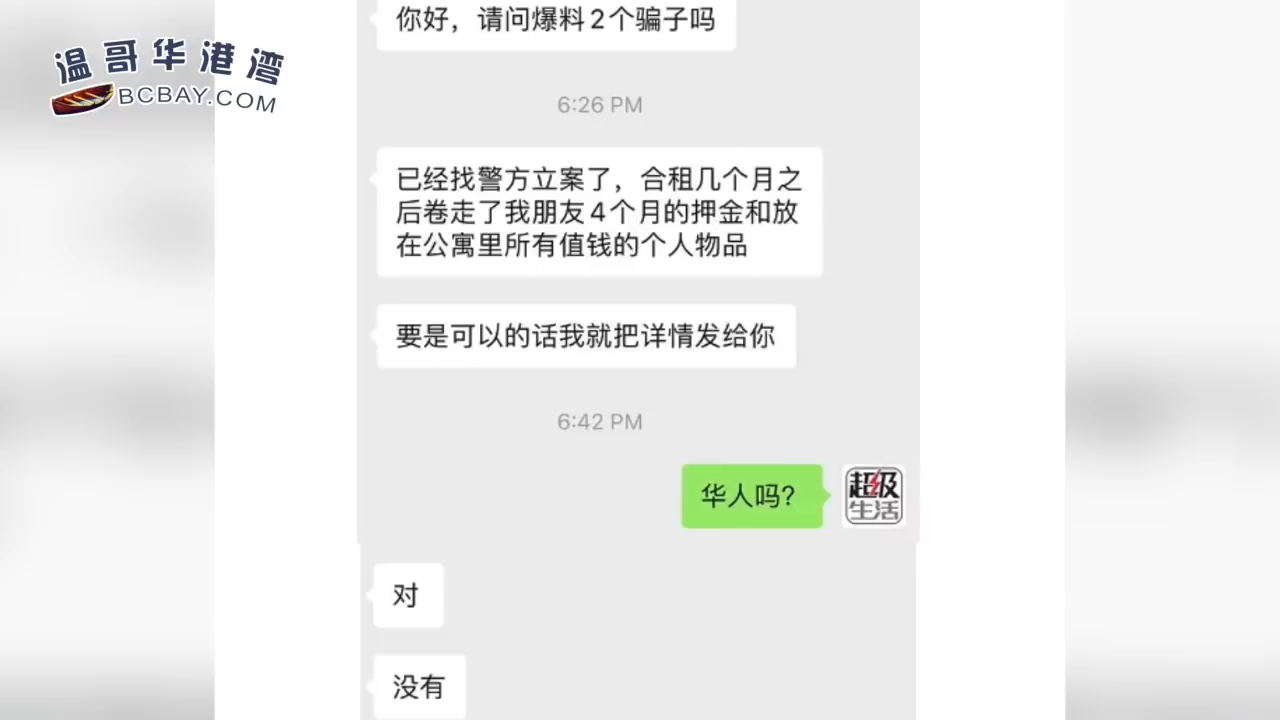 温哥华港湾
BCBAY.COM
你好，请问爆料2个骗子吗
6:26 PM
已经找警方立案了，合租几个月之
后卷走了我朋友4个月的押金和放
在公寓里所有值钱的个人物品
要是可以的话我就把详情发给你
6:42 PM
华人吗?
超级
生活
对
没有